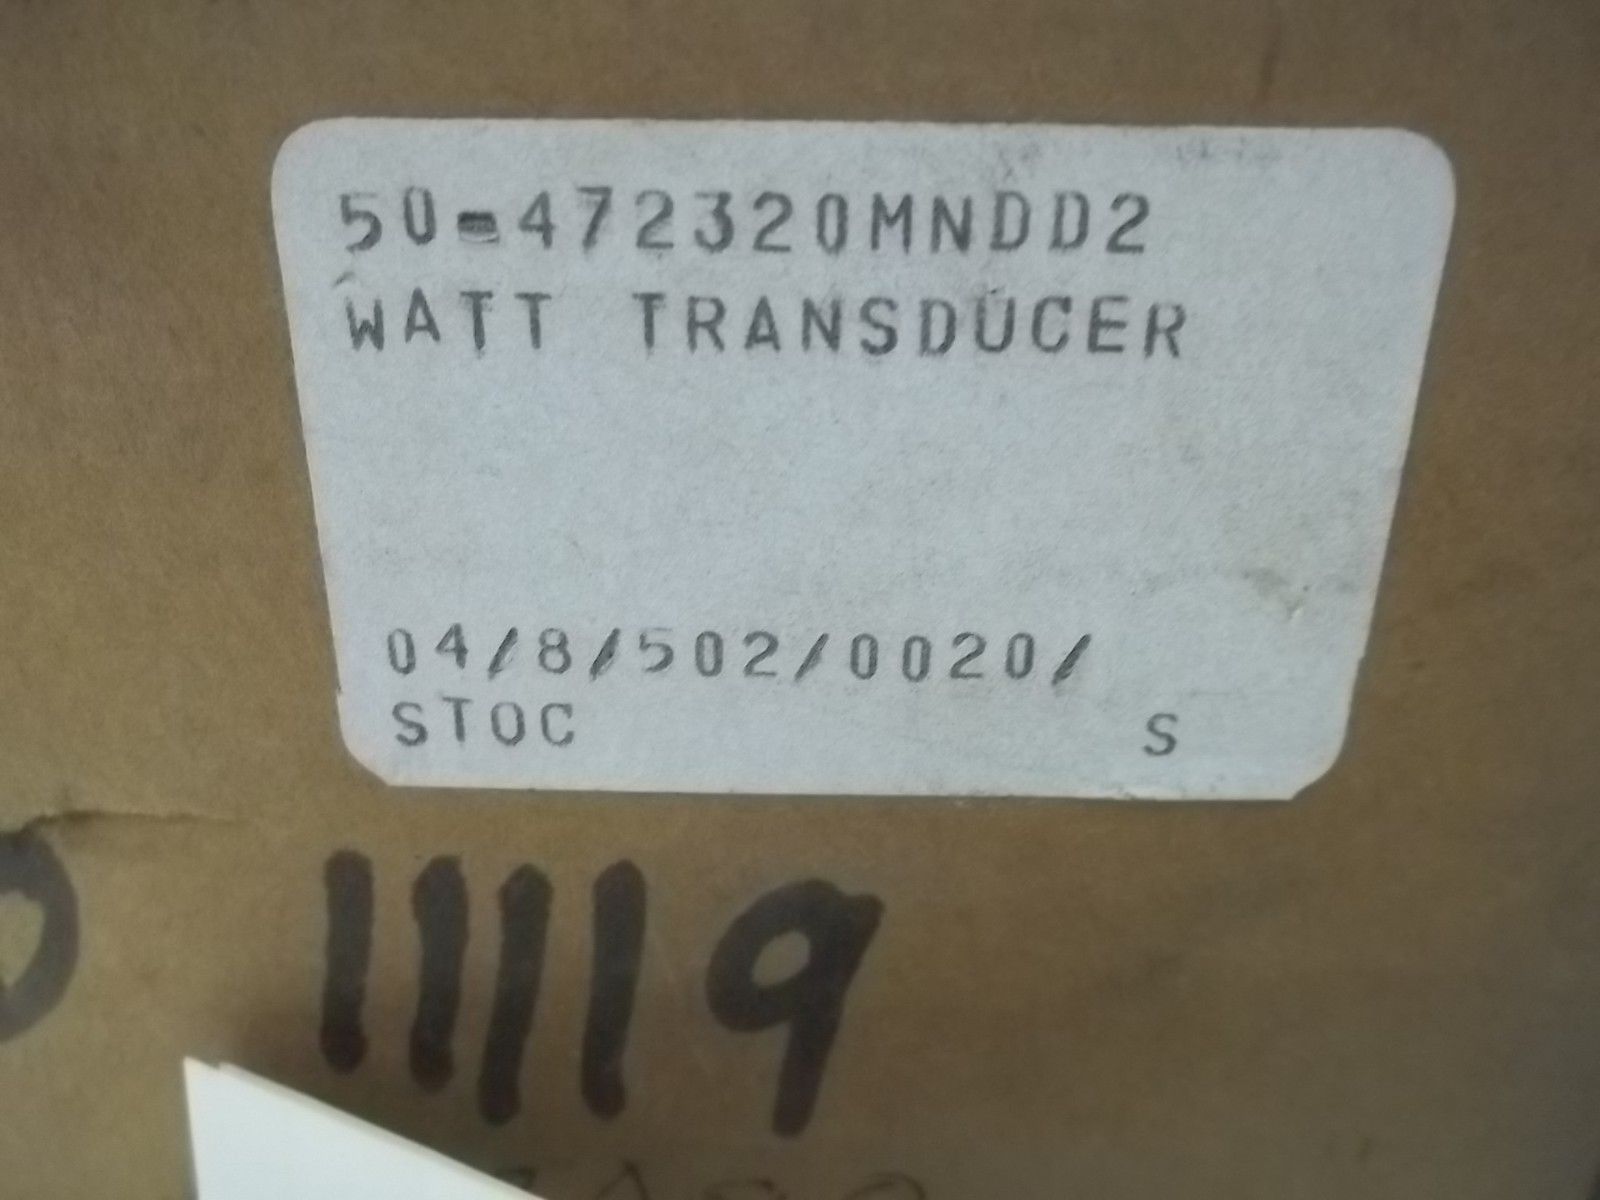 50-472320MNDD2
WATT TRANSDUCER
04/8/502/0020/
STOC S
11119